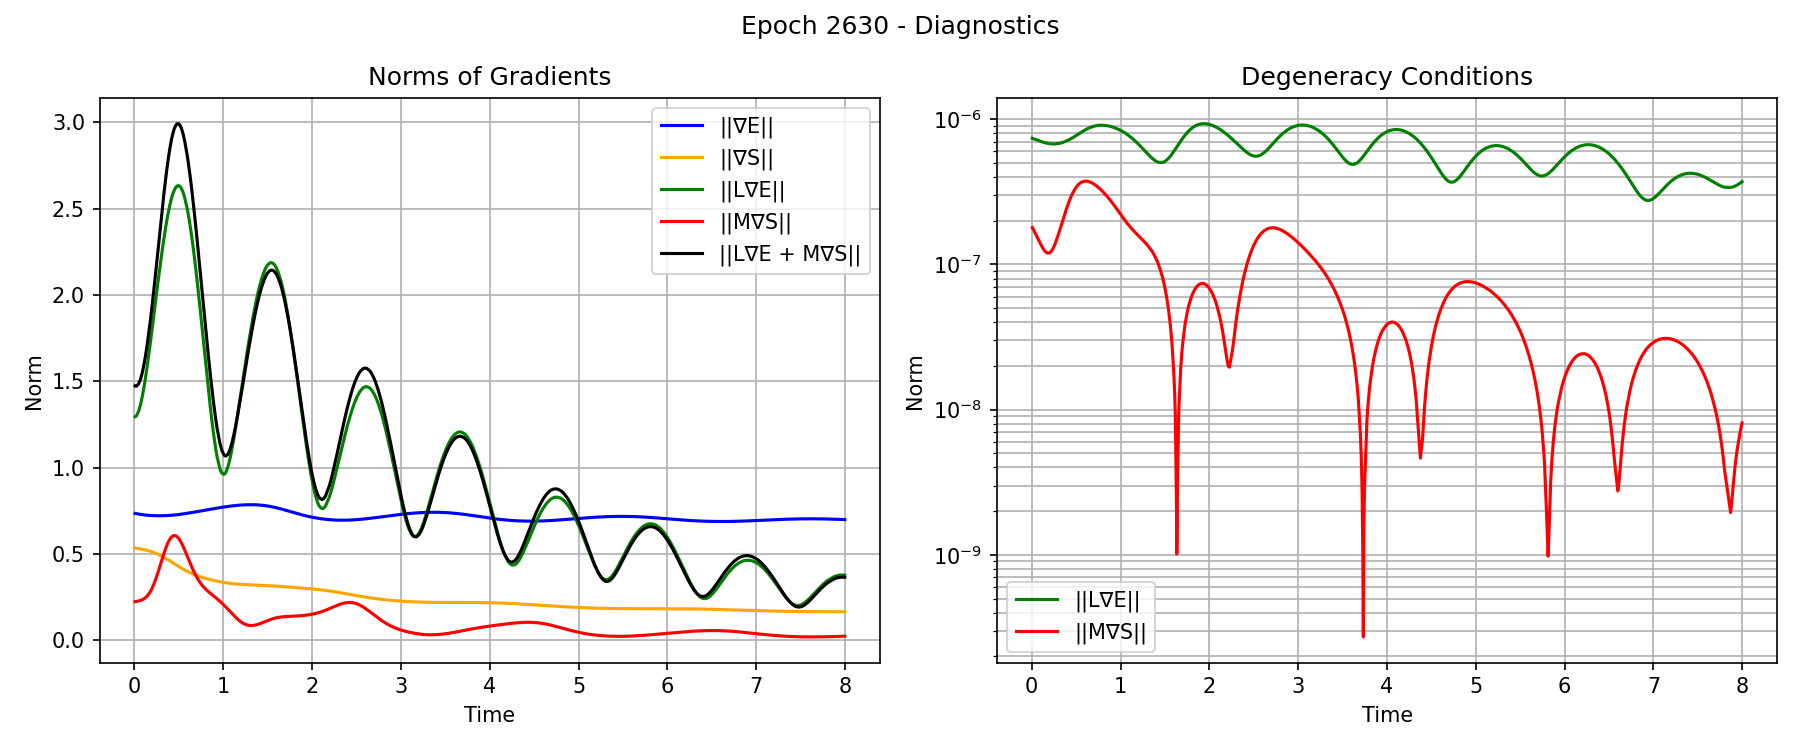 Epoch 2630 - Diagnostics
Norms of Gradients
Norm
3.0
2.5
2.0
1.5
1.0
0.5
0.0
||∇E||
||∇S||
||L∇E||
||M∇S||
||L∇E + M∇S||
0 1 2 3 4 5 6 7 8
Time
Degeneracy Conditions
Norm
10⁻⁶
10⁻⁷
10⁻⁸
10⁻⁹
||L∇E||
||M∇S||
0 1 2 3 4 5 6 7 8
Time